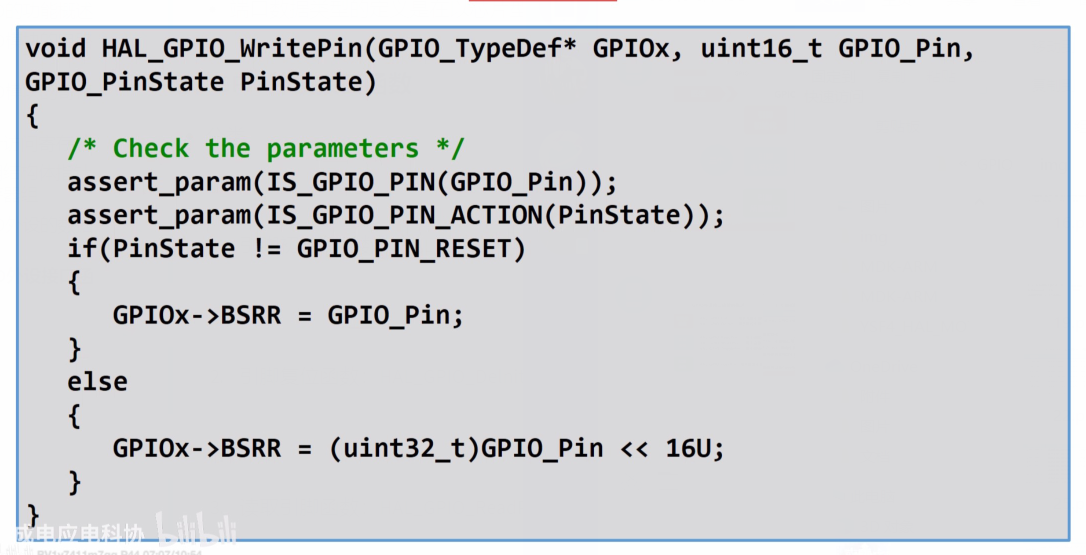 void HAL_GPIO_WritePin(GPIO_TypeDef* GPIOx, uint16_t GPIO_Pin,
GPIO_PinState PinState)
{
/* Check the parameters */
assert_param(IS_GPIO_PIN(GPIO_Pin));
assert_param(IS_GPIO_PIN_ACTION(PinState));
if(PinState != GPIO_PIN_RESET)
{
GPIOx->BSRR = GPIO_Pin;
}
else
{
GPIOx->BSRR = (uint32_t)GPIO_Pin << 16U;
}
}
成电应电科协 bilibili